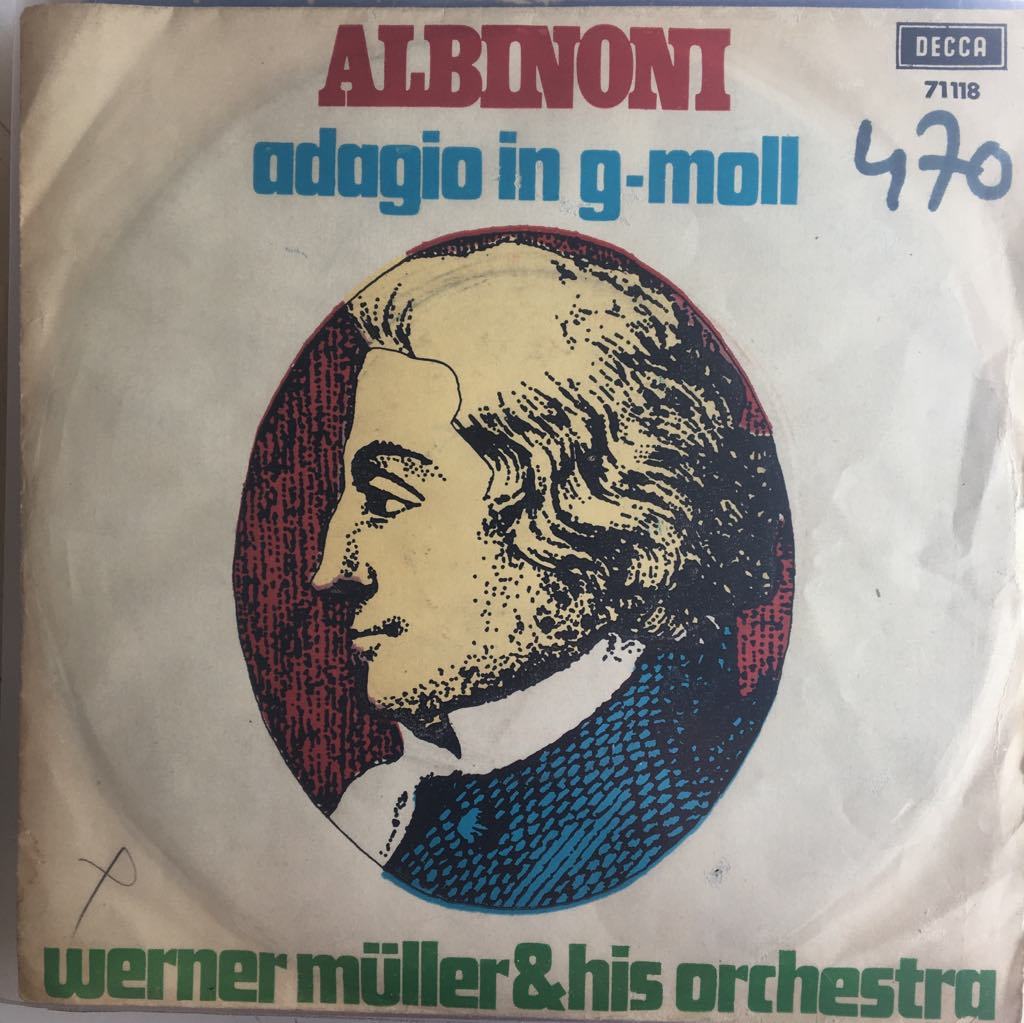 ALBINONI
DECCA
71118
adagio in g-moll
470
werner müller & his orchestra